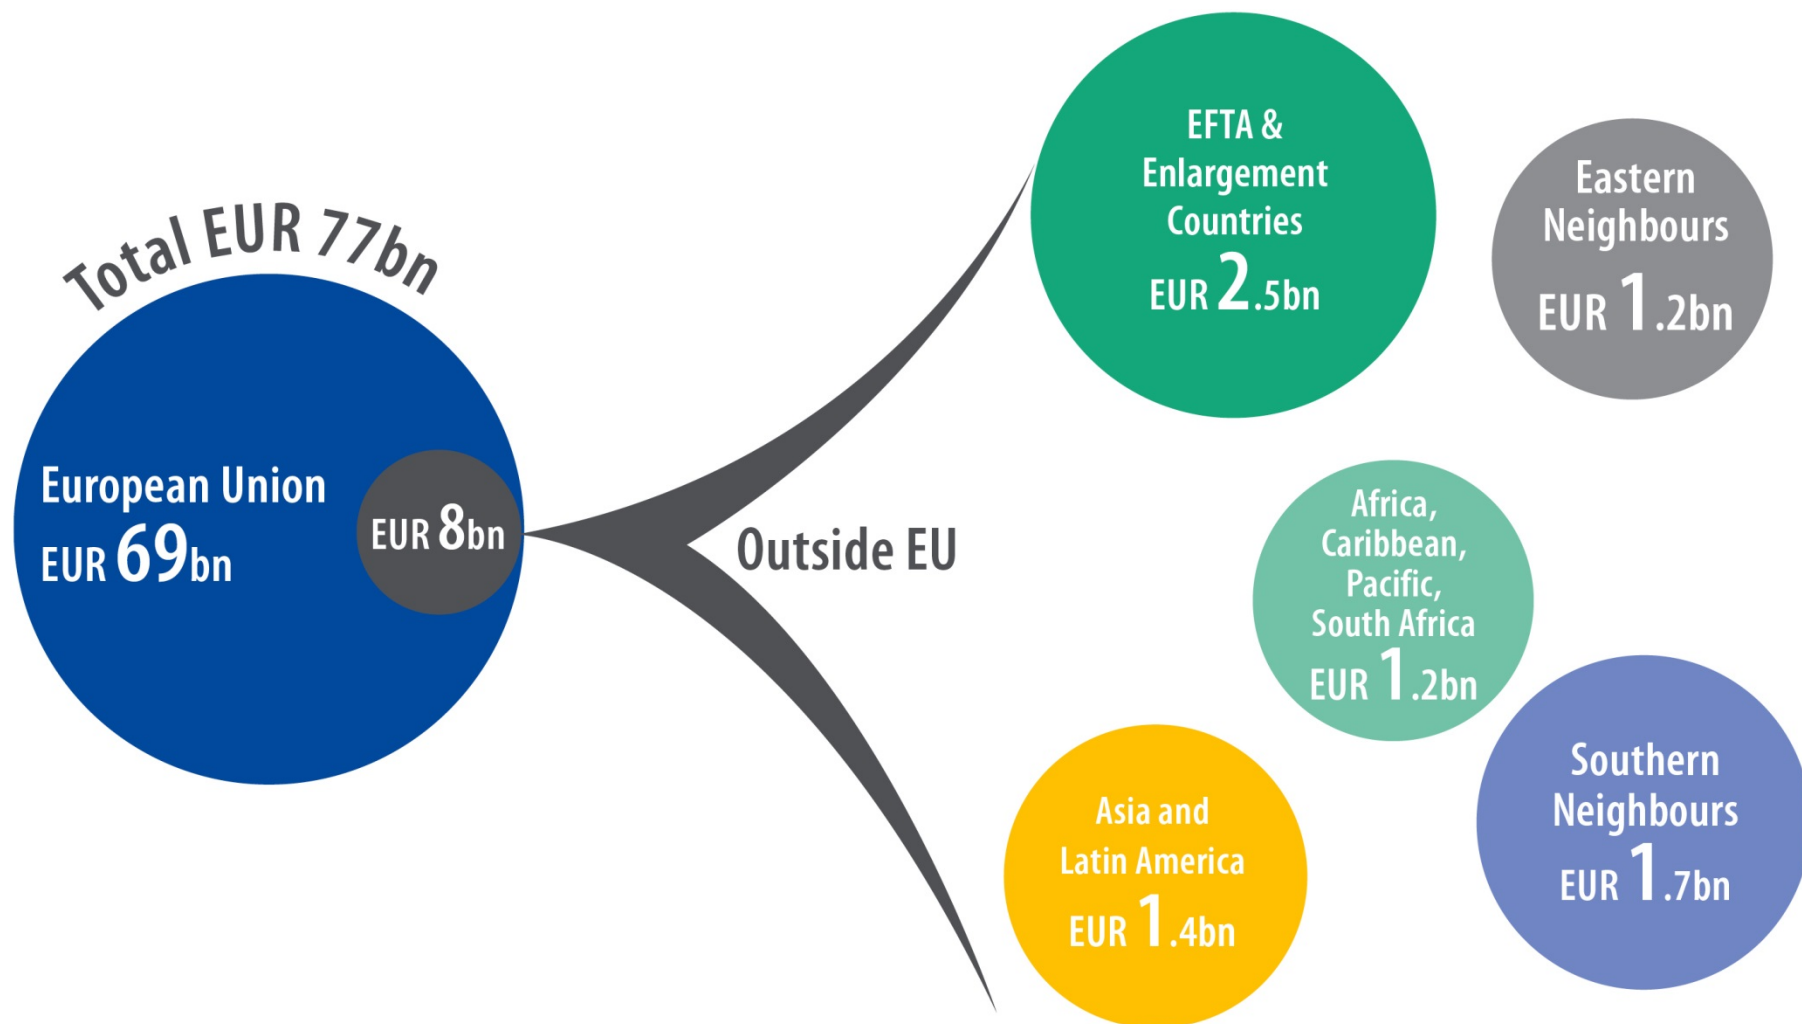 Total EUR 77bn
European Union
EUR 69bn
EUR 8bn
Outside EU
EFTA &
Enlargement
Countries
EUR 2.5bn
Eastern
Neighbours
EUR 1.2bn
Africa,
Caribbean,
Pacific,
South Africa
EUR 1.2bn
Southern
Neighbours
EUR 1.7bn
Asia and
Latin America
EUR 1.4bn